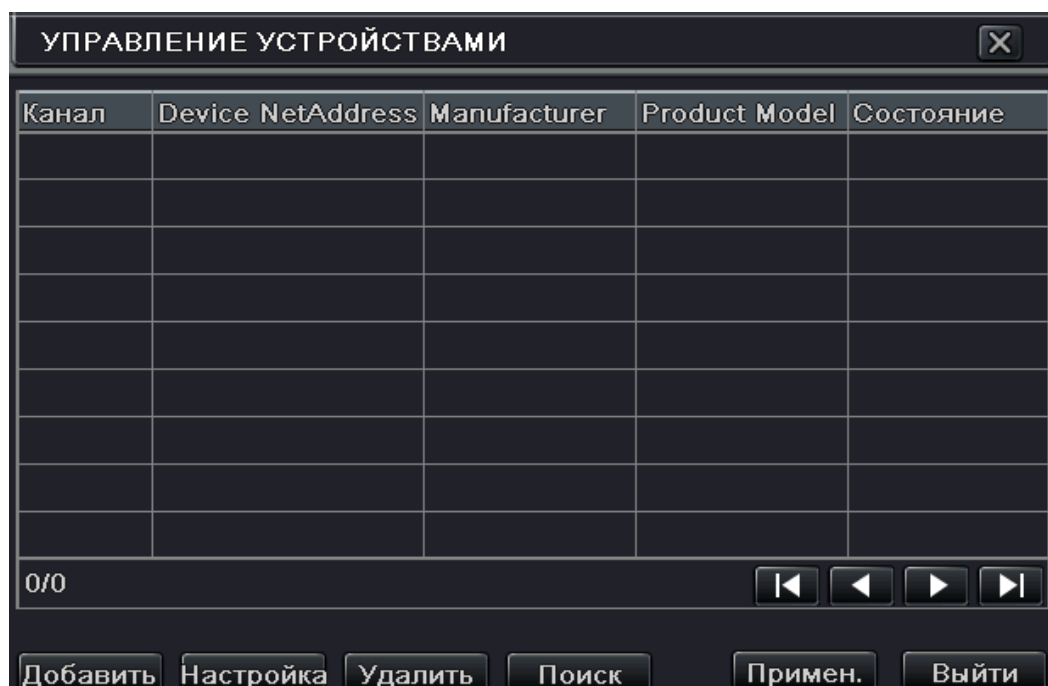 УПРАВЛЕНИЕ УСТРОЙСТВАМИ
Канал Device NetAddress Manufacturer Product Model Состояние
0/0
Добавить Настройка Удалить Поиск Примен. Выйти